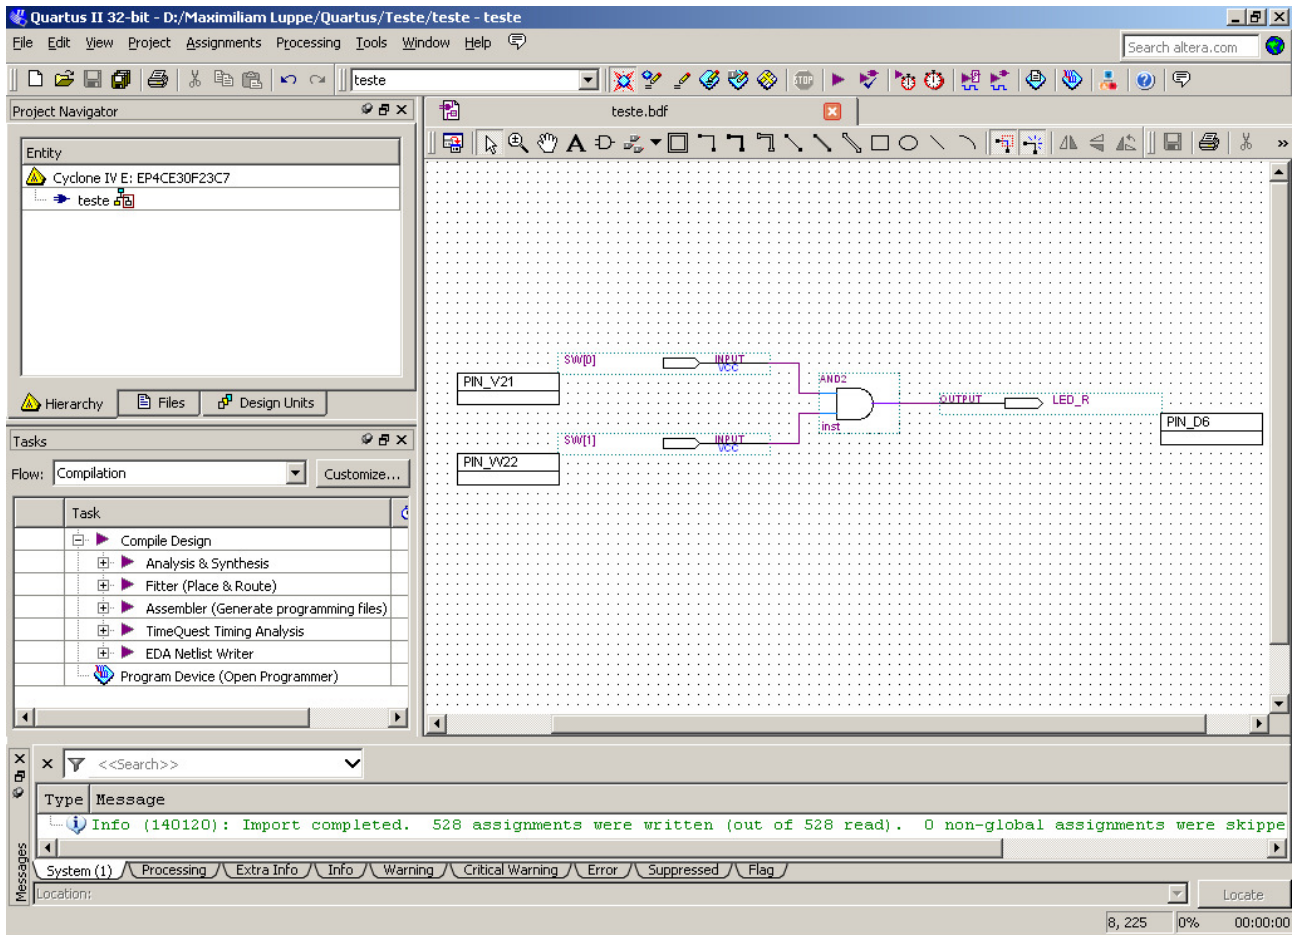 Quartus II 32-bit - D:/Maximiliam Luppe/Quartus/Teste/teste - teste
File Edit View Project Assignments Processing Tools Window Help
Search altera.com
teste
STOP
Project Navigator
teste.bdf
Entity
Cyclone IV E: EP4CE30F23C7
teste
Hierarchy Files Design Units
Tasks
Flow: Compilation Customize...
Task
Compile Design
Analysis & Synthesis
Fitter (Place & Route)
Assembler (Generate programming files)
TimeQuest Timing Analysis
EDA Netlist Writer
Program Device (Open Programmer)
SW[0] INPUT
VCC
PIN_V21
AND2
OUTPUT LED_R
PIN_D6
inst
SW[1] INPUT
VCC
PIN_W22
<<Search>>
Type Message
Info (140120): Import completed. 528 assignments were written (out of 528 read). 0 non-global assignments were skippe
System (1) Processing Extra Info Info Warning Critical Warning Error Suppressed Flag
Messages
Location: Locate
8, 225 0% 00:00:00